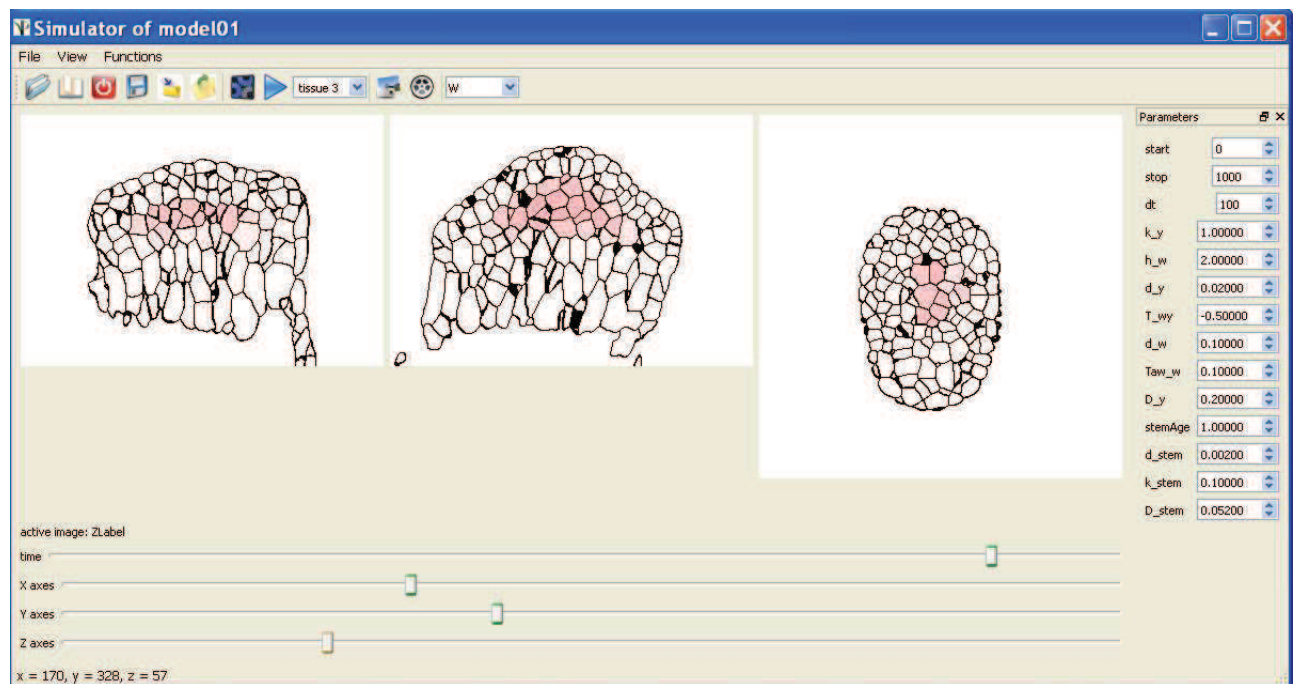 Simulator of model01
File View Functions
tissue 3 W
Parameters
start 0
stop 1000
dt 100
k_y 1.00000
h_w 2.00000
d_y 0.02000
T_wy -0.50000
d_w 0.10000
Taw_w 0.10000
D_y 0.20000
stemAge 1.00000
d_stem 0.00200
k_stem 0.10000
D_stem 0.05200
active image: ZLabel
time
X axes
Y axes
Z axes
x = 170, y = 328, z = 57